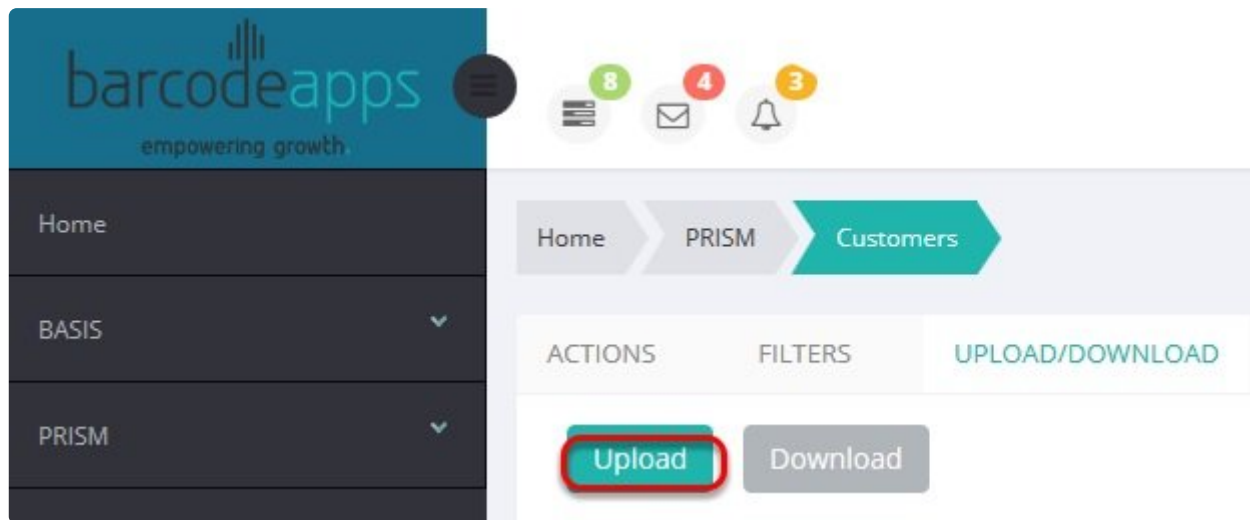 barcodeapps
empowering growth.
8 4 3
Home
BASIS
PRISM
Home PRISM Customers
ACTIONS FILTERS UPLOAD/DOWNLOAD
Upload Download